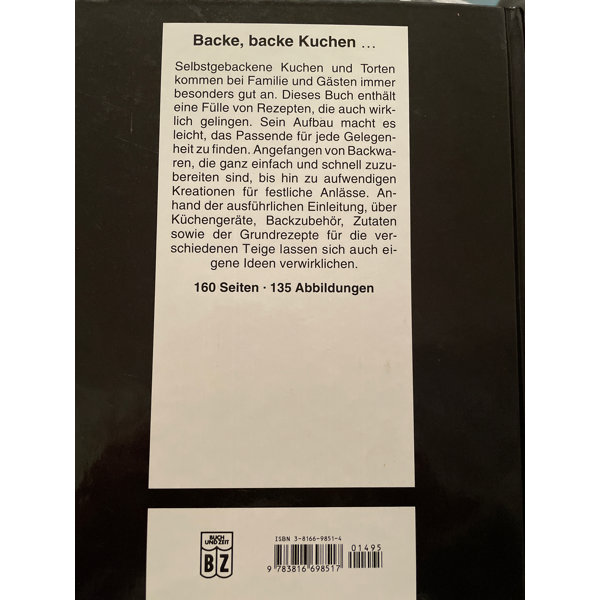 Backe, backe Kuchen ...
Selbstgebackene Kuchen und Torten
kommen bei Familie und Gästen immer
besonders gut an. Dieses Buch enthält
eine Fülle von Rezepten, die auch wirk-
lich gelingen. Sein Aufbau macht es
leicht, das Passende für jede Gelegen-
heit zu finden. Angefangen von Backwa-
ren, die ganz einfach und schnell zuzu-
bereiten sind, bis hin zu aufwendigen
Kreationen für festliche Anlässe. An-
hand der ausführlichen Einleitung, über
Küchengeräte, Backzubehör, Zutaten
sowie der Grundrezepte für die ver-
schiedenen Teige lassen sich auch ei-
gene Ideen verwirklichen.
160 Seiten · 135 Abbildungen
BUCH
UND ZEIT
BZ
ISBN 3-8166-9851-4
01495
9 783816 698517